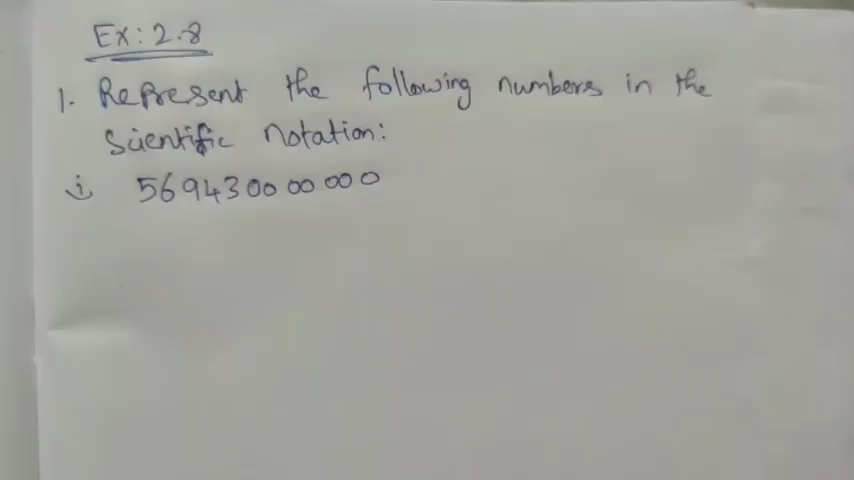 Ex: 2.8
1. Represent the following numbers in the
Scientific notation:
i) 569430000000